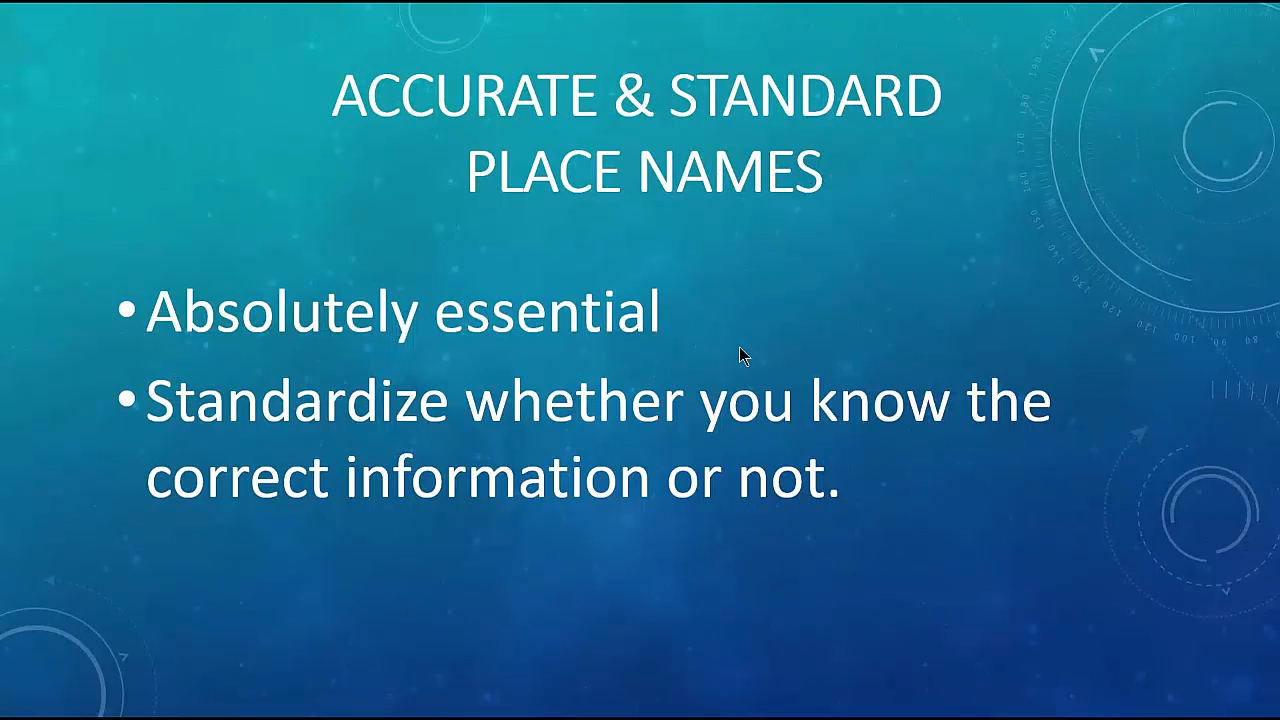 ACCURATE & STANDARD
PLACE NAMES
• Absolutely essential
• Standardize whether you know the
correct information or not.